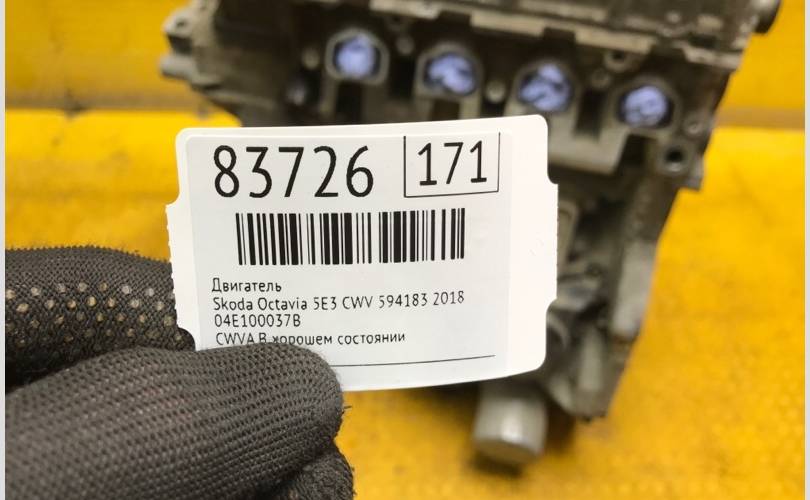 83726 171
Двигатель
Skoda Octavia 5E3 CWV 594183 2018
04E100037B
CWVA В хорошем состоянии